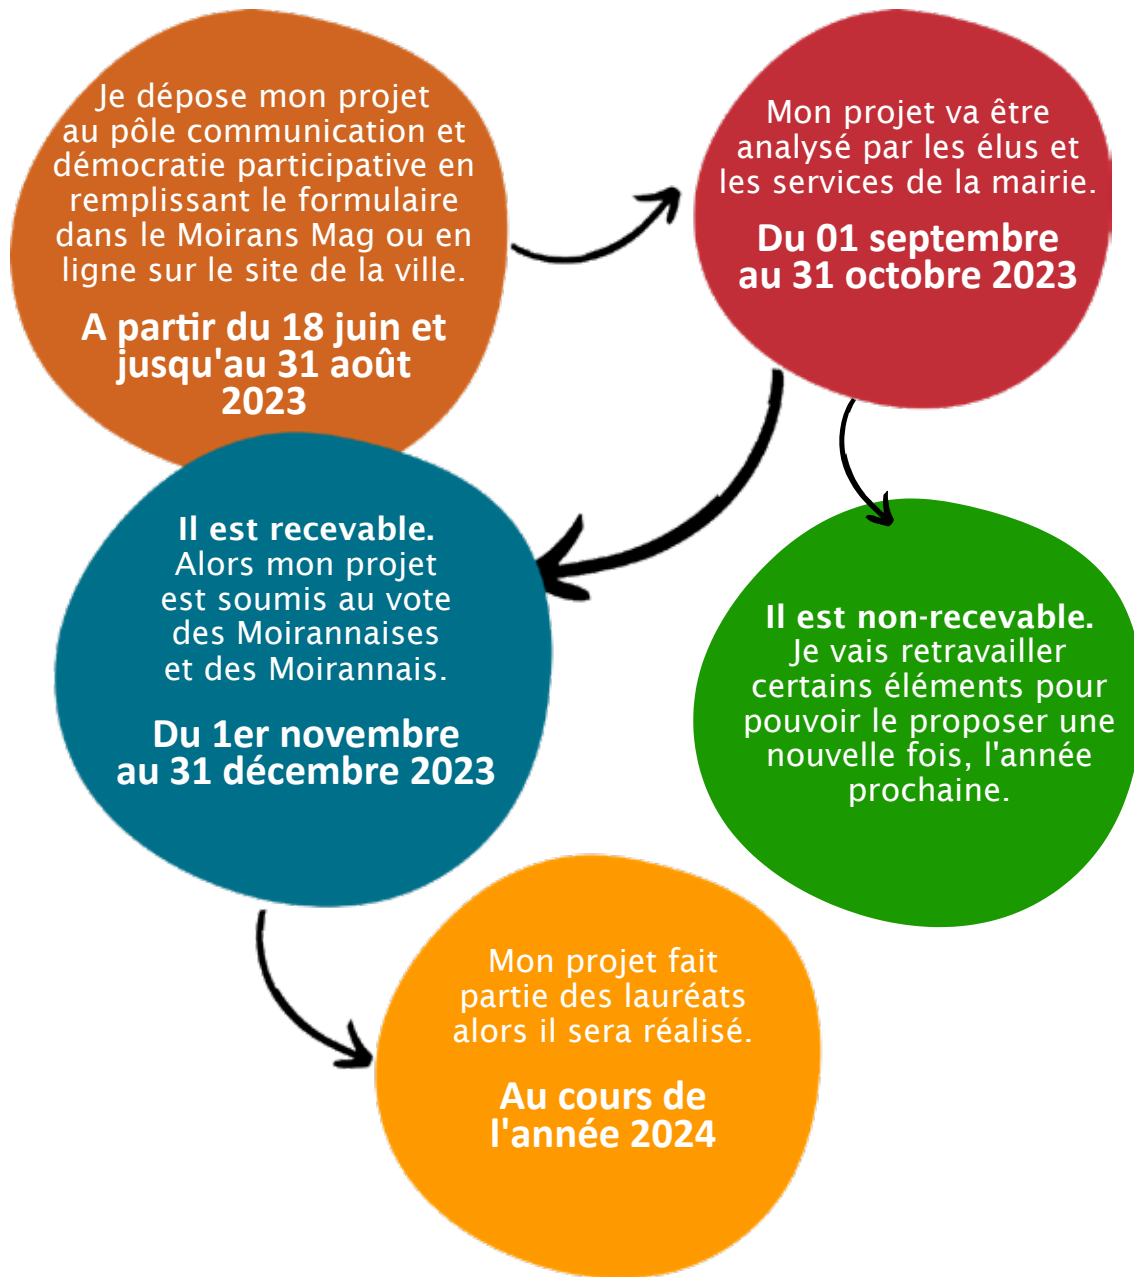 Je dépose mon projet
au pôle communication et
démocratie participative en
remplissant le formulaire
dans le Moirans Mag ou en
ligne sur le site de la ville.
A partir du 18 juin et
jusqu'au 31 août
2023
Mon projet va être
analysé par les élus et
les services de la mairie.
Du 01 septembre
au 31 octobre 2023
Il est recevable.
Alors mon projet
est soumis au vote
des Moirannaises
et des Moirannais.
Du 1er novembre
au 31 décembre 2023
Il est non-recevable.
Je vais retravailler
certains éléments pour
pouvoir le proposer une
nouvelle fois, l'année
prochaine.
Mon projet fait
partie des lauréats
alors il sera réalisé.
Au cours de
l'année 2024